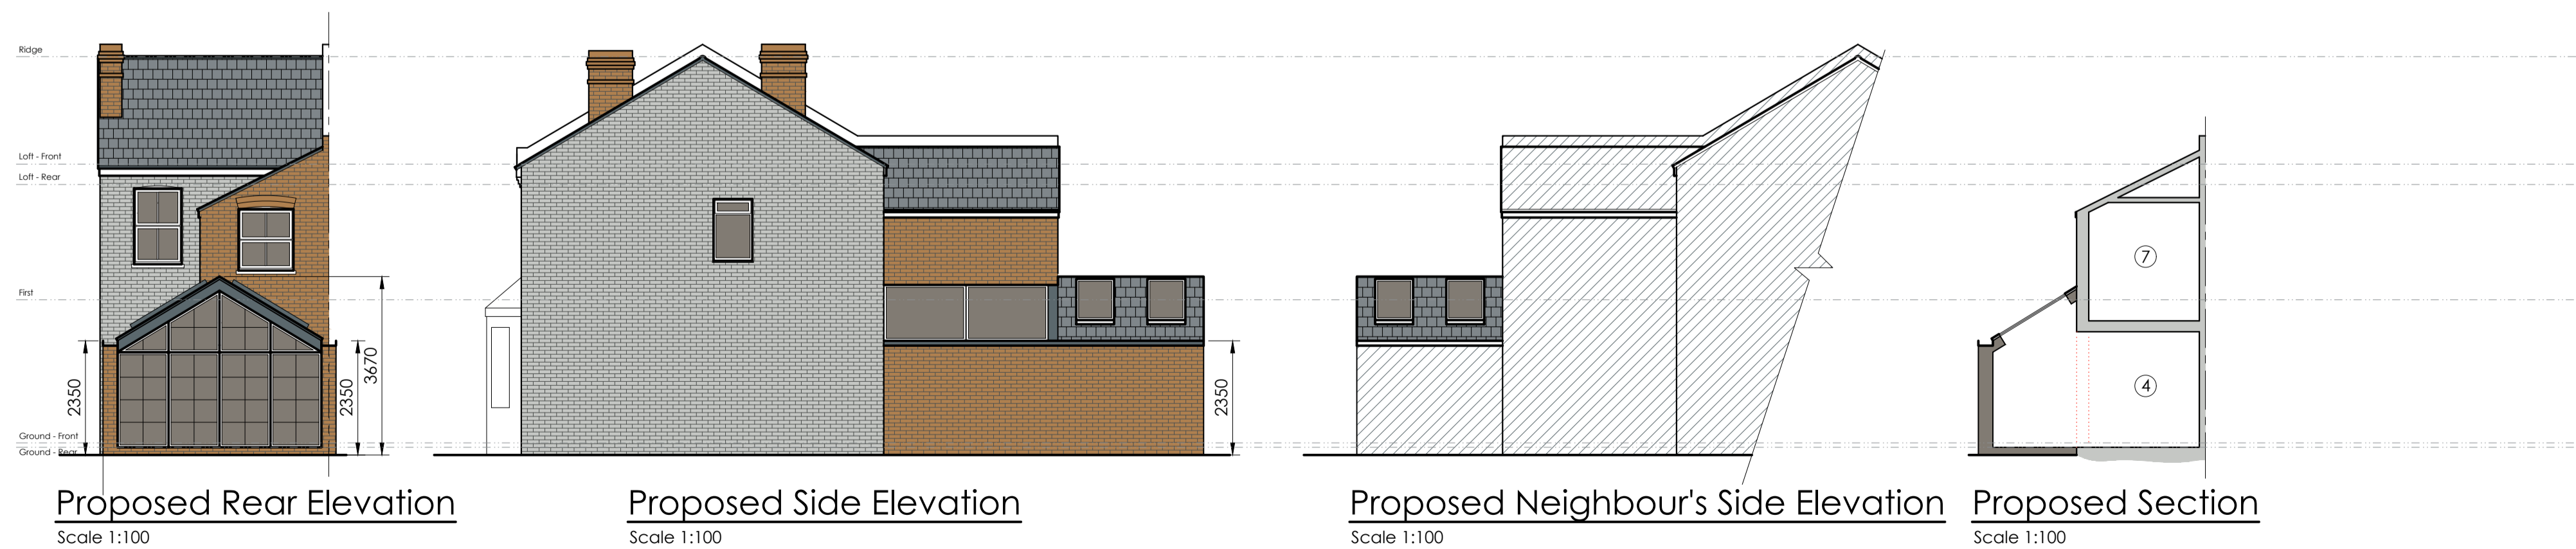 Ridge
Loft - Front
Loft - Rear
First
Ground - Front
Ground - Rear
2350
2350
3670
2350
7
4
Proposed Rear Elevation
Scale 1:100
Proposed Side Elevation
Scale 1:100
Proposed Neighbour's Side Elevation
Scale 1:100
Proposed Section
Scale 1:100